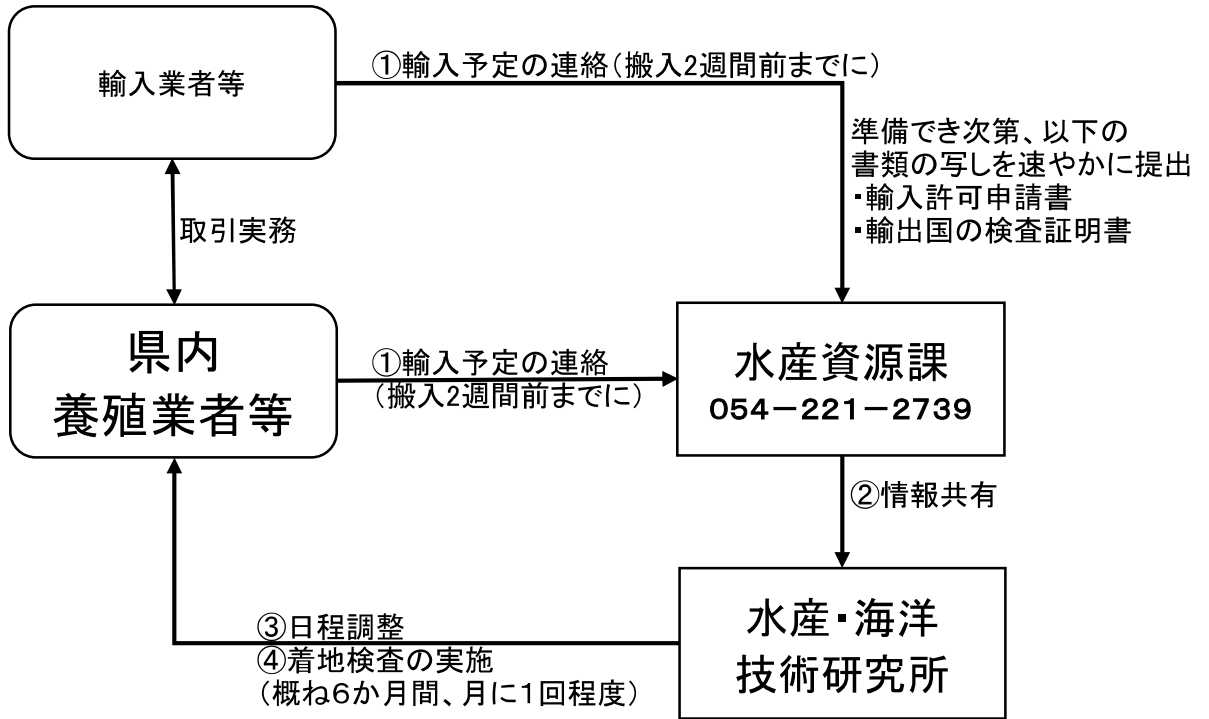 輸入業者等
①輸入予定の連絡(搬入2週間前までに)
準備でき次第、以下の
書類の写しを速やかに提出
・輸入許可申請書
・輸出国の検査証明書
取引実務
県内
養殖業者等
①輸入予定の連絡
(搬入2週間前までに)
水産資源課
054-221-2739
②情報共有
③日程調整
④着地検査の実施
(概ね6か月間、月に1回程度)
水産・海洋
技術研究所